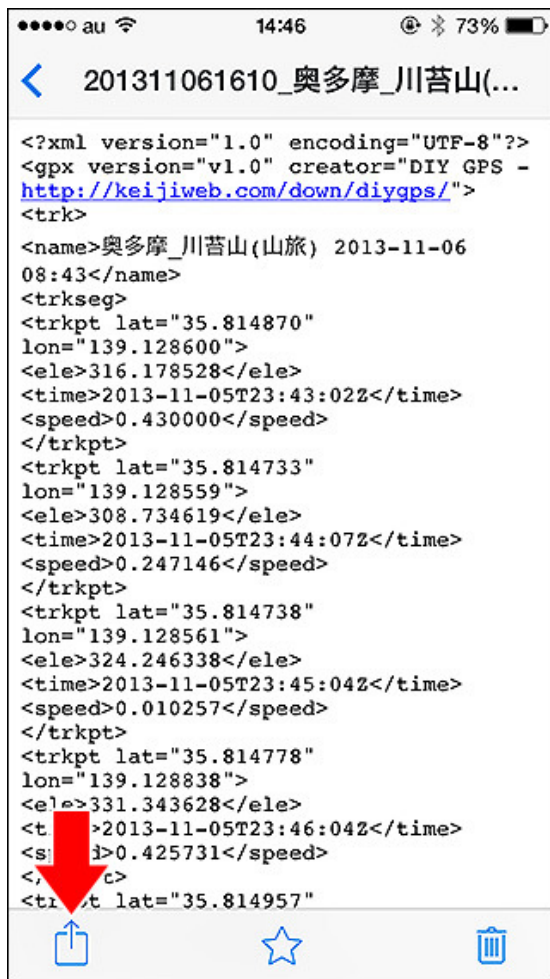 au 14:46 73%
201311061610_奥多摩_川苔山(...
<?xml version="1.0" encoding="UTF-8"?>
<gpx version="v1.0" creator="DIY GPS -
http://keijiweb.com/down/diygps/">
<trk>
<name>奥多摩_川苔山(山旅) 2013-11-06
08:43</name>
<trkseg>
<trkpt lat="35.814870"
lon="139.128600">
<ele>316.178528</ele>
<time>2013-11-05T23:43:02Z</time>
<speed>0.430000</speed>
</trkpt>
<trkpt lat="35.814733"
lon="139.128559">
<ele>308.734619</ele>
<time>2013-11-05T23:44:07Z</time>
<speed>0.247146</speed>
</trkpt>
<trkpt lat="35.814738"
lon="139.128561">
<ele>324.246338</ele>
<time>2013-11-05T23:45:04Z</time>
<speed>0.010257</speed>
</trkpt>
<trkpt lat="35.814778"
lon="139.128838">
<ele>331.343628</ele>
>2013-11-05T23:46:04Z</time>
>0.425731</speed>
lat="35.814957"